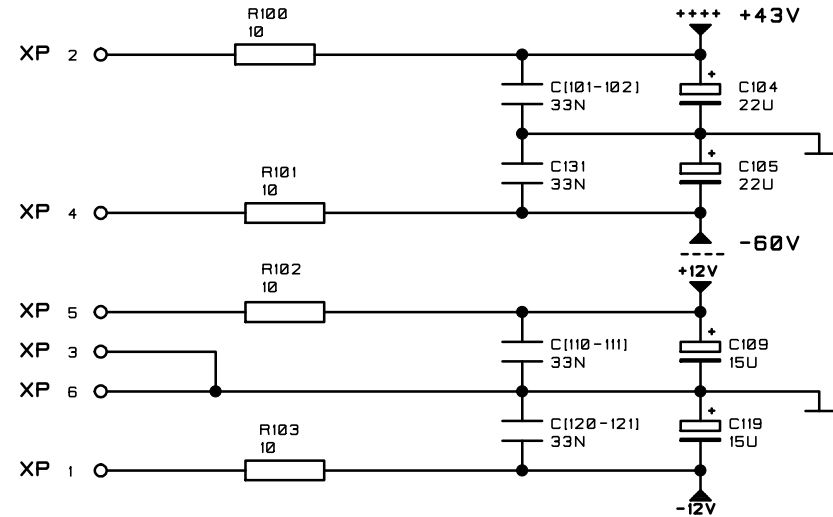 R100
10
++++ +43V
XP 2
C[101-102]
33N
+
C104
22U
C131
33N
+
C105
22U
R101
10
XP 4
-60V
----
+12V
R102
10
XP 5
XP 3
C[110-111]
33N
+
C109
15U
XP 6
C[120-121]
33N
+
C119
15U
R103
10
XP 1
-12V